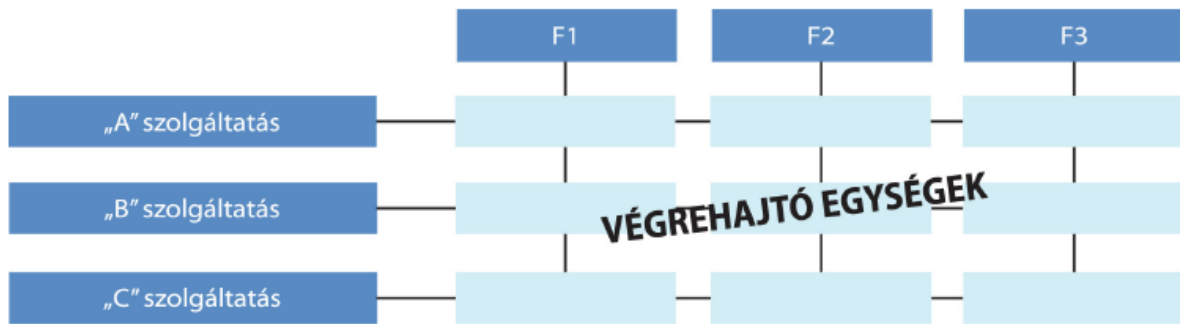 F1 F2 F3
„A” szolgáltatás
„B” szolgáltatás
VÉGREHAJTÓ EGYSÉGEK
„C” szolgáltatás